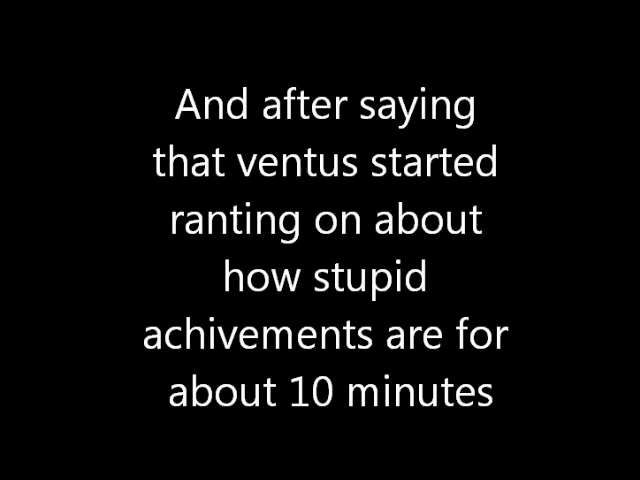 And after saying
that ventus started
ranting on about
how stupid
achivements are for
about 10 minutes